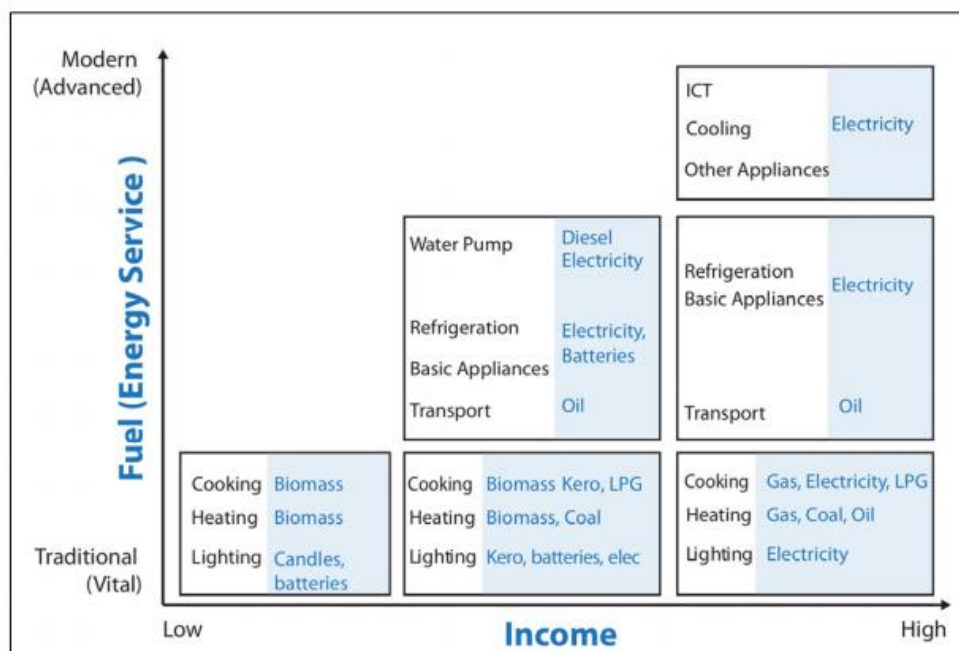 Modern
(Advanced)
Fuel (Energy Service )
Traditional
(Vital)
ICT
Cooling
Other Appliances
Electricity
Water Pump
Diesel
Electricity
Refrigeration
Basic Appliances
Electricity,
Batteries
Transport
Oil
Refrigeration
Basic Appliances
Electricity
Transport
Oil
Cooking Biomass
Heating Biomass
Lighting Candles,
batteries
Cooking Biomass Kero, LPG
Heating Biomass, Coal
Lighting Kero, batteries, elec
Cooking Gas, Electricity, LPG
Heating Gas, Coal, Oil
Lighting Electricity
Low
Income
High